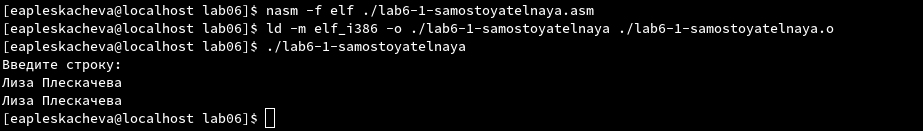 [eapleskacheva@localhost lab06]$ nasm -f elf ./lab6-1-samostoyatelnaya.asm
[eapleskacheva@localhost lab06]$ ld -m elf_i386 -o ./lab6-1-samostoyatelnaya ./lab6-1-samostoyatelnaya.o
[eapleskacheva@localhost lab06]$ ./lab6-1-samostoyatelnaya
Введите строку:
Лиза Плескачева
Лиза Плескачева
[eapleskacheva@localhost lab06]$